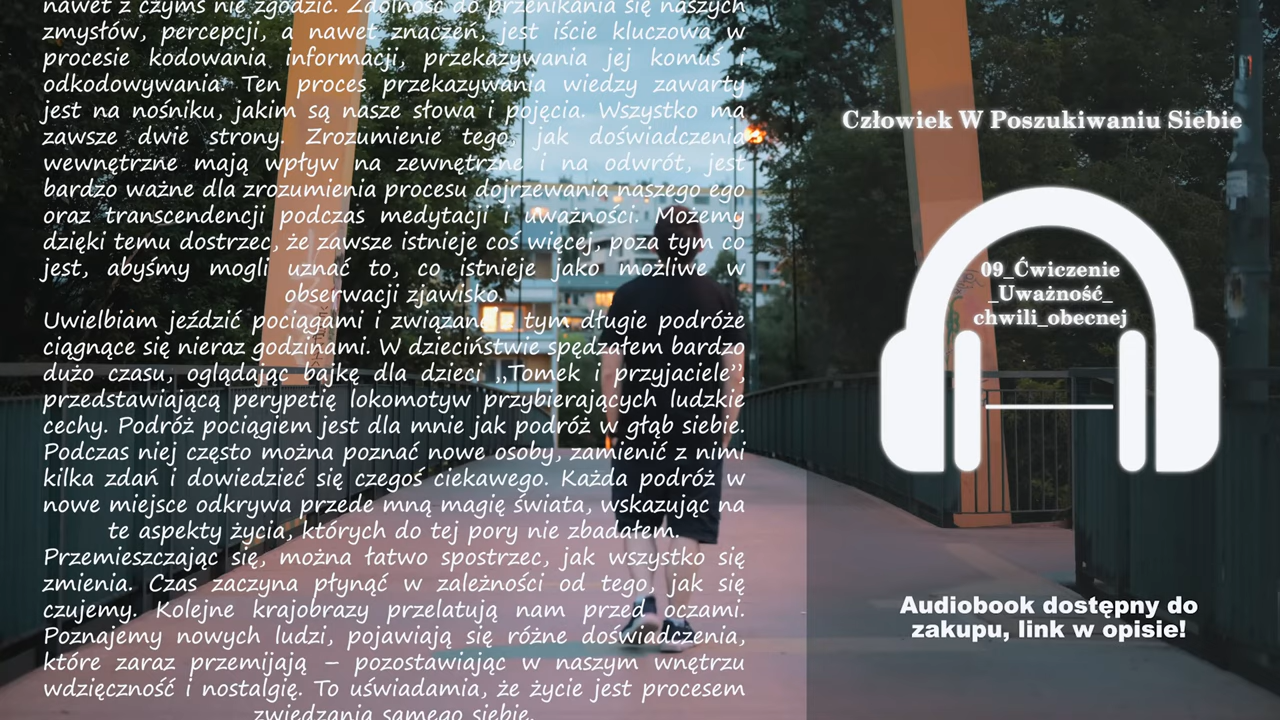 nawet z czymś nie zgodzić. Zdolność do przenikania się naszych
zmysłów, percepcji, a nawet znaczeń, jest iście kluczowa w
procesie kodowania informacji, przekazywania jej komuś i
odkodowywania. Ten proces przekazywania wiedzy zawarty
jest na nośniku, jakim są nasze słowa i pojęcia. Wszystko ma
zawsze dwie strony. Zrozumienie tego, jak doświadczenia
wewnętrzne mają wpływ na zewnętrzne i na odwrót, jest
bardzo ważne dla zrozumienia procesu dojrzewania naszego ego
oraz transcendencji podczas medytacji i uważności. Możemy
dzięki temu dostrzec, że zawsze istnieje coś więcej, poza tym co
jest, abyśmy mogli uznać to, co istnieje jako możliwe w
obserwacji zjawisko.
Uwielbiam jeździć pociągami i związane z tym długie podróże
ciągnące się nieraz godzinami. W dzieciństwie spędzałem bardzo
dużo czasu, oglądając bajkę dla dzieci ,,Tomek i przyjaciele”,
przedstawiającą perypetię lokomotyw przybierających ludzkie
cechy. Podróż pociągiem jest dla mnie jak podróż w głąb siebie.
Podczas niej często można poznać nowe osoby, zamienić z nimi
kilka zdań i dowiedzieć się czegoś ciekawego. Każda podróż w
nowe miejsce odkrywa przede mną magię świata, wskazując na
te aspekty życia, których do tej pory nie zbadałem.
Przemieszczając się, można łatwo spostrzec, jak wszystko się
zmienia. Czas zaczyna płynąć w zależności od tego, jak się
czujemy. Kolejne krajobrazy przelatują nam przed oczami.
Poznajemy nowych ludzi, pojawiają się różne doświadczenia,
które zaraz przemijają – pozostawiając w naszym wnętrzu
wdzięczność i nostalgię. To uświadamia, że życie jest procesem
zwiedzania samego siebie.
Człowiek W Poszukiwaniu Siebie
09_Ćwiczenie
_Uważność_
chwili_obecnej
Audiobook dostępny do
zakupu, link w opisie!